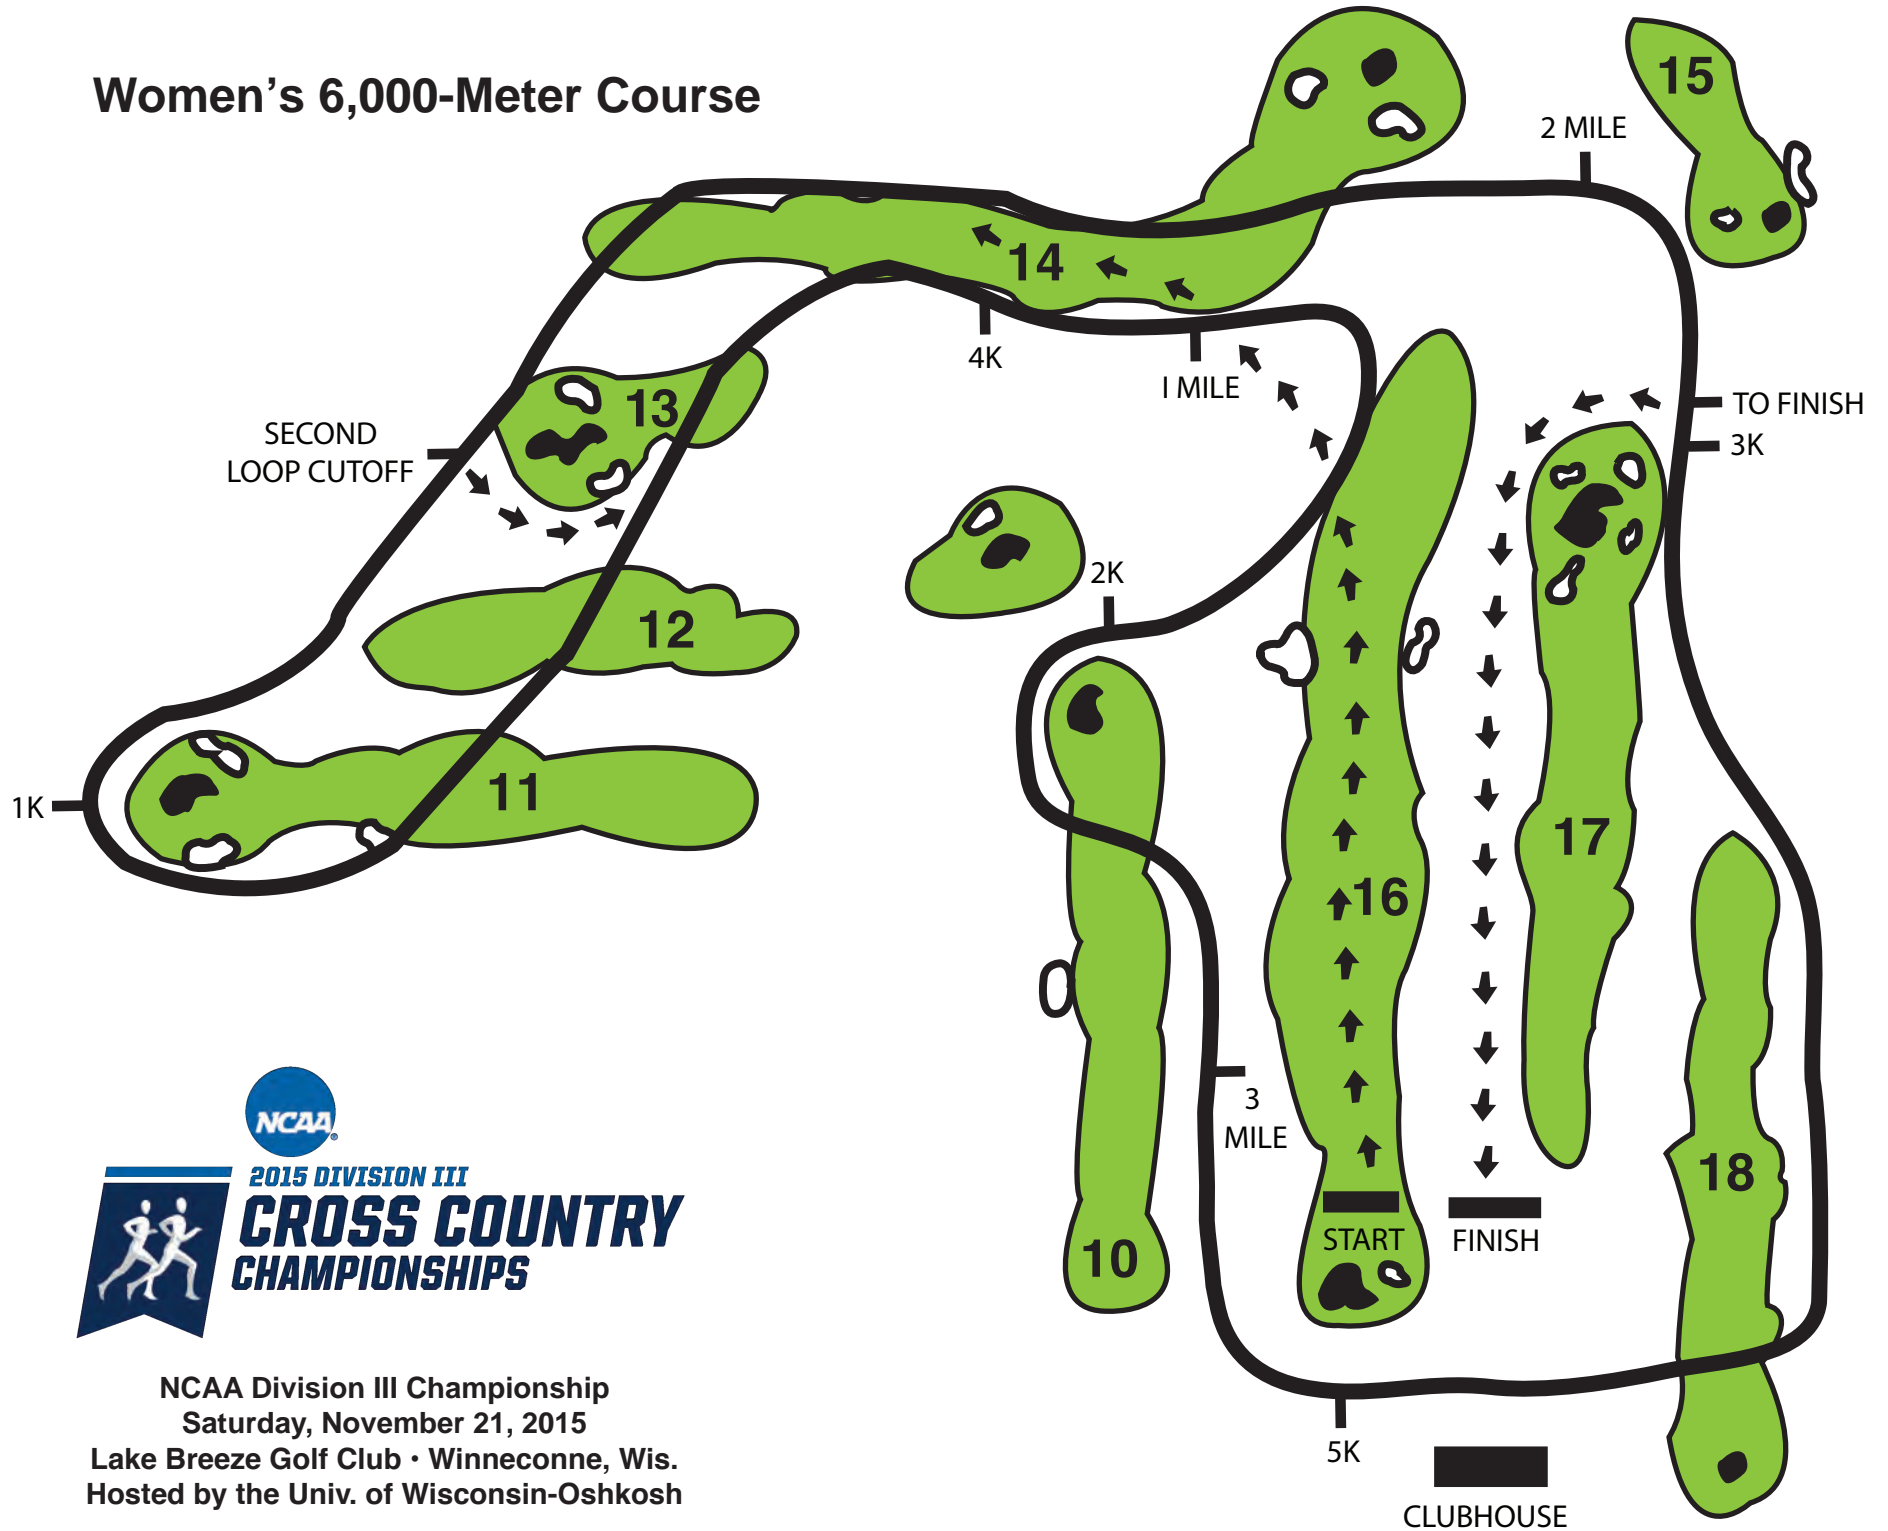 Women’s 6,000-Meter Course
15
2 MILE
14
4K
1 MILE
TO FINISH
3K
13
SECOND
LOOP CUTOFF
2K
12
11
1K
17
16
3
MILE
18
START
FINISH
10
5K
CLUBHOUSE
NCAA®
2015 DIVISION III
CROSS COUNTRY
CHAMPIONSHIPS
NCAA Division III Championship
Saturday, November 21, 2015
Lake Breeze Golf Club • Winneconne, Wis.
Hosted by the Univ. of Wisconsin-Oshkosh